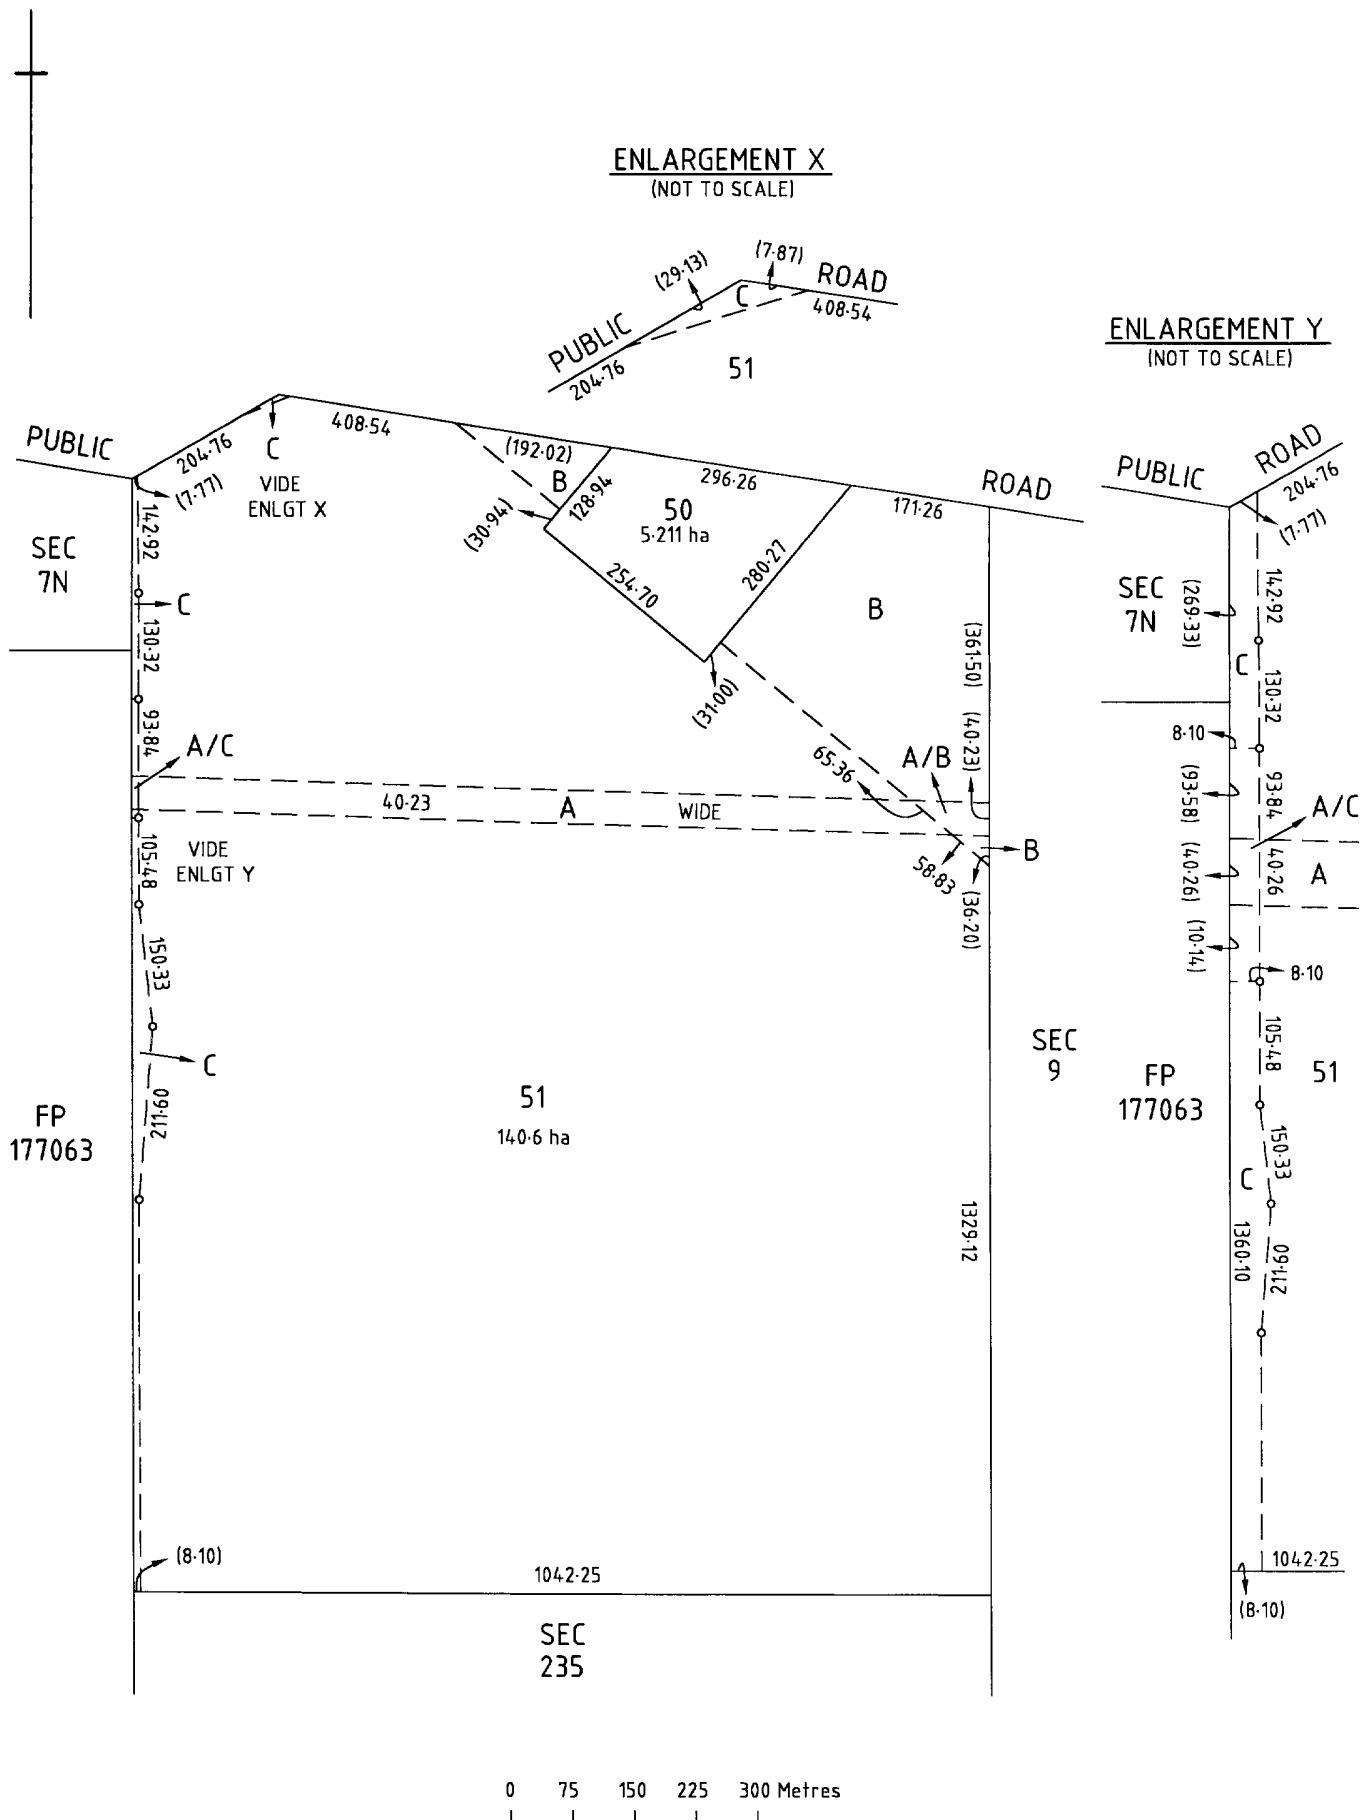 ENLARGEMENT X
(NOT TO SCALE)
(29·13)
(7·87)
ROAD
C
408·54
PUBLIC
204·76
51
ENLARGEMENT Y
(NOT TO SCALE)
PUBLIC
204·76
C
VIDE
ENLGT X
408·54
(192·02)
B
128·94
(30·94)
296·26
50
5·211 ha
254·70
280·27
171·26
ROAD
(7·77)
142·92
SEC
7N
C
130·32
93·84
A/C
B
(361·50)
(31·00)
(40·23)
65·36
A/B
40·23
A
WIDE
105·48
VIDE
ENLGT Y
B
58·83
(36·20)
150·33
C
211·60
FP
177063
51
140·6 ha
SEC
9
1329·12
(8·10)
1042·25
SEC
235
PUBLIC
ROAD
204·76
(7·77)
SEC
7N
(269·33)
142·92
C
130·32
8·10
(93·58)
93·84
A/C
(40·26)
40·26
A
(10·14)
8·10
105·48
51
FP
177063
150·33
C
1360·10
211·60
1042·25
(8·10)
0 75 150 225 300 Metres